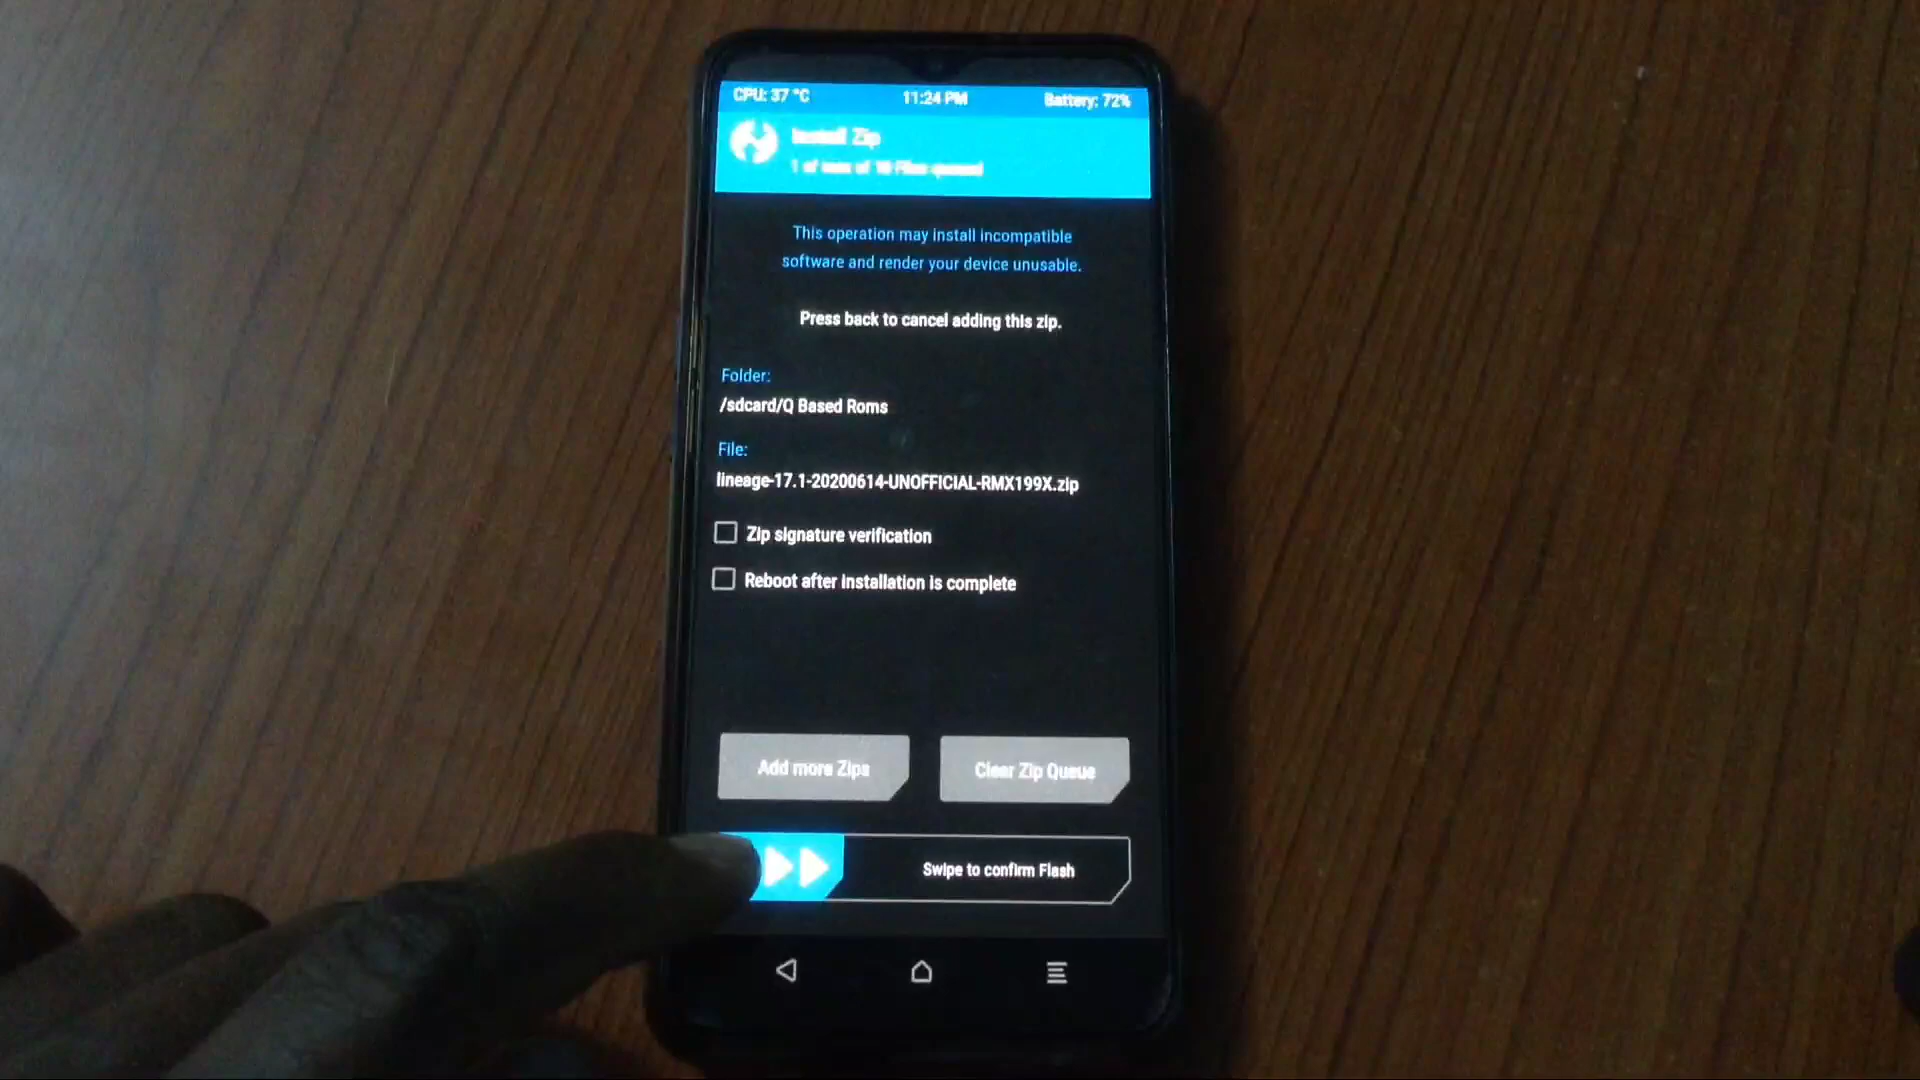 CPU: 37 °C
11:24 PM
Battery: 72%
Install Zip
1 of max of 10 Files queued
This operation may install incompatible
software and render your device unusable.
Press back to cancel adding this zip.
Folder:
/sdcard/Q Based Roms
File:
lineage-17.1-20200614-UNOFFICIAL-RMX199X.zip
Zip signature verification
Reboot after installation is complete
Add more Zips
Clear Zip Queue
Swipe to confirm Flash